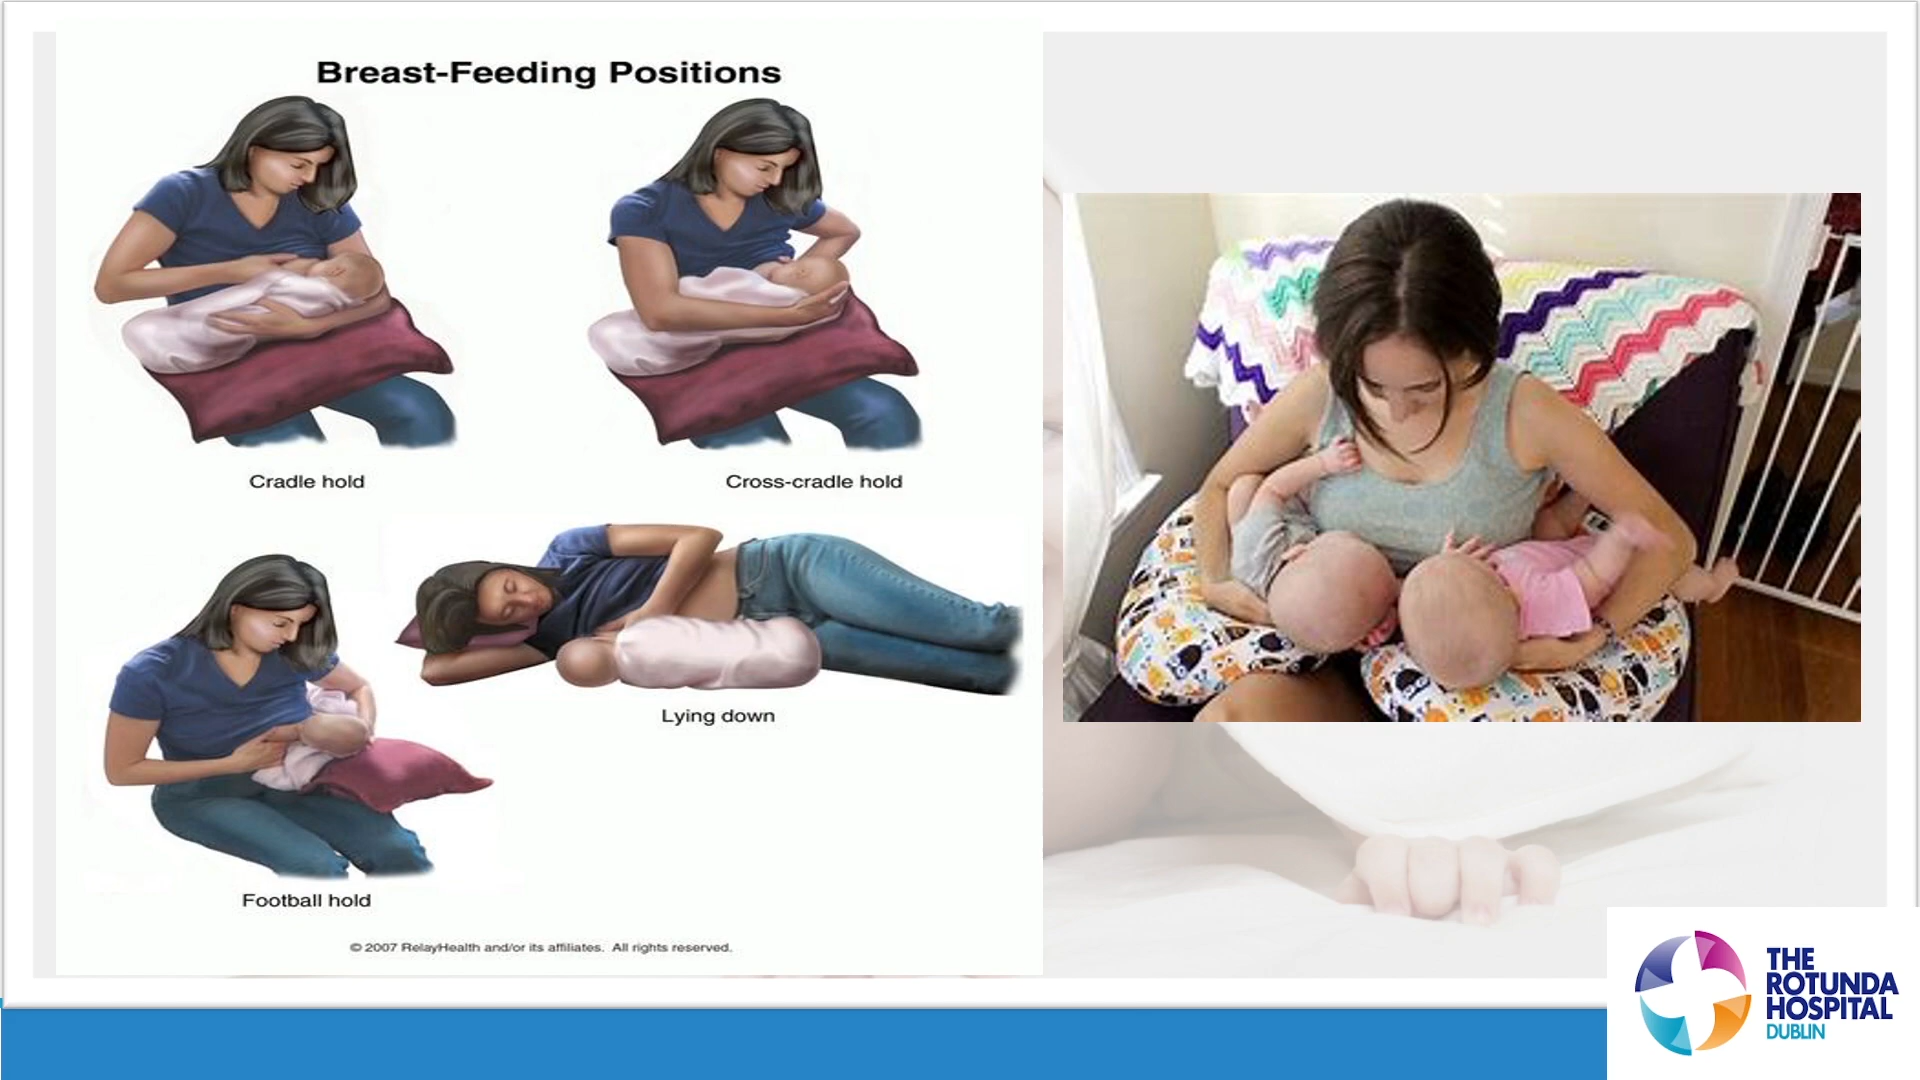 Breast-Feeding Positions
Cradle hold
Cross-cradle hold
Lying down
Football hold
© 2007 RelayHealth and/or its affiliates. All rights reserved.
THE
ROTUNDA
HOSPITAL
DUBLIN